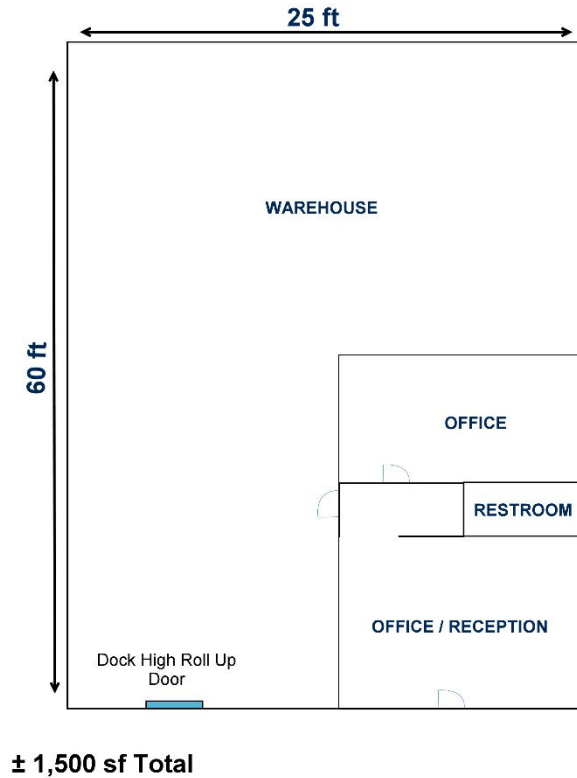 25 ft
WAREHOUSE
60 ft
OFFICE
RESTROOM
OFFICE / RECEPTION
Dock High Roll Up
Door
± 1,500 sf Total